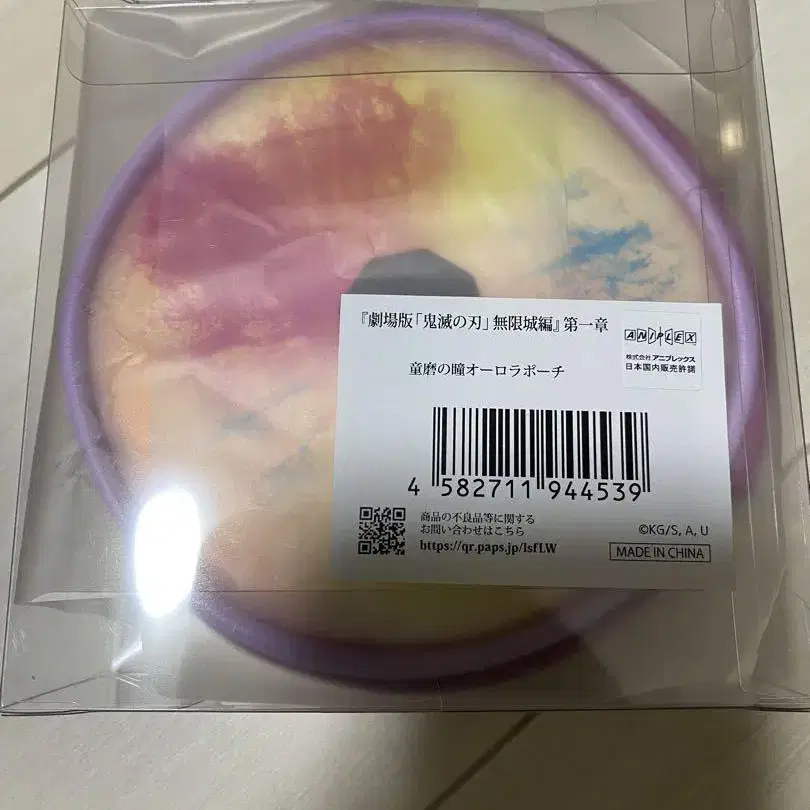 『劇場版「鬼滅の刃」無限城編』第一章
ANIPLEX
株式会社アニプレックス
日本国内販売許諾
童磨の瞳オーロラポーチ
4 582711 944539
商品の不良品等に関する
お問い合わせはこちら
https://qr.paps.jp/lsfLW
©KG/S, A, U
MADE IN CHINA